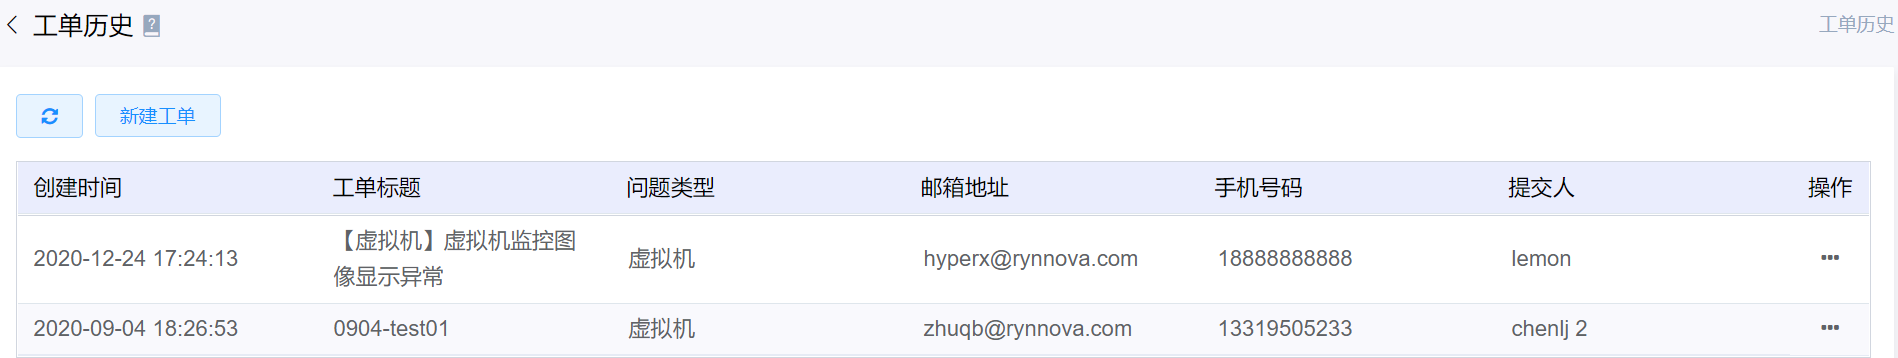 工单历史
工单历史
新建工单
创建时间 工单标题 问题类型 邮箱地址 手机号码 提交人 操作
2020-12-24 17:24:13 【虚拟机】虚拟机监控图 虚拟机 hyperx@rynnova.com 18888888888 lemon
像显示异常
2020-09-04 18:26:53 0904-test01 虚拟机 zhuqb@rynnova.com 13319505233 chenlj 2